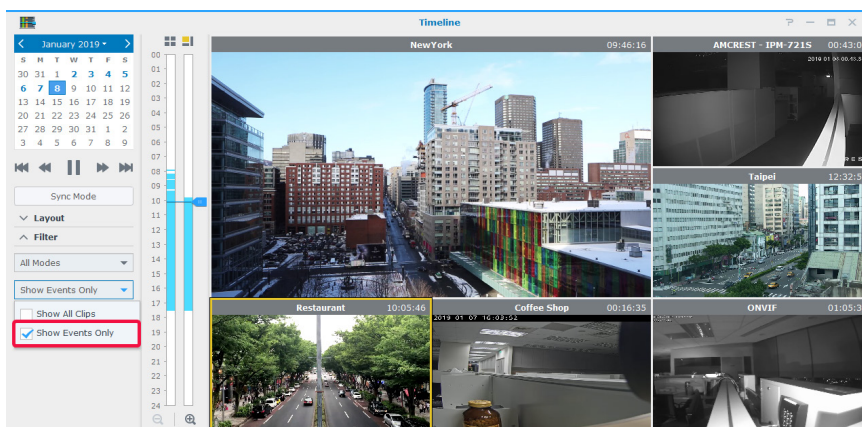 Timeline
January 2019
S M T W T F S
30 31 1 2 3 4 5
6 7 8 9 10 11 12
13 14 15 16 17 18 19
20 21 22 23 24 25 26
27 28 29 30 31 1 2
3 4 5 6 7 8 9
Sync Mode
Layout
Filter
All Modes
Show Events Only
Show All Clips
Show Events Only
00
01
02
03
04
05
06
07
08
09
10
11
12
13
14
15
16
17
18
19
20
21
22
23
24
NewYork 09:46:16
AMCREST - IPM-721S 00:43:0
Taipei 12:32:5
Restaurant 10:05:46
Coffee Shop 00:16:35
2019 01 07 16:03:52
ONVIF 01:05:3